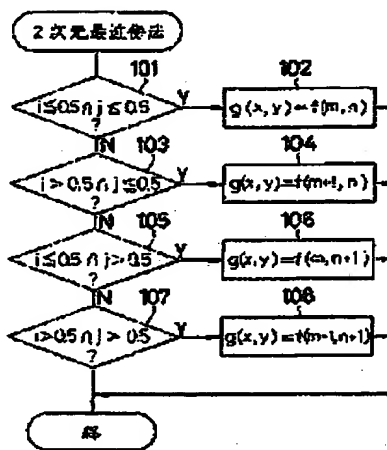 2次元最近傍法
101
102
i≤0.5∩j≤0.5
?
Y
g(x,y)=f(m,n)
N
103
104
i>0.5∩j≤0.5
?
Y
g(x,y)=f(m+1,n)
N
105
106
i≤0.5∩j>0.5
?
Y
g(x,y)=f(m,n+1)
N
107
108
i>0.5∩j>0.5
?
Y
g(x,y)=f(m+1,n+1)